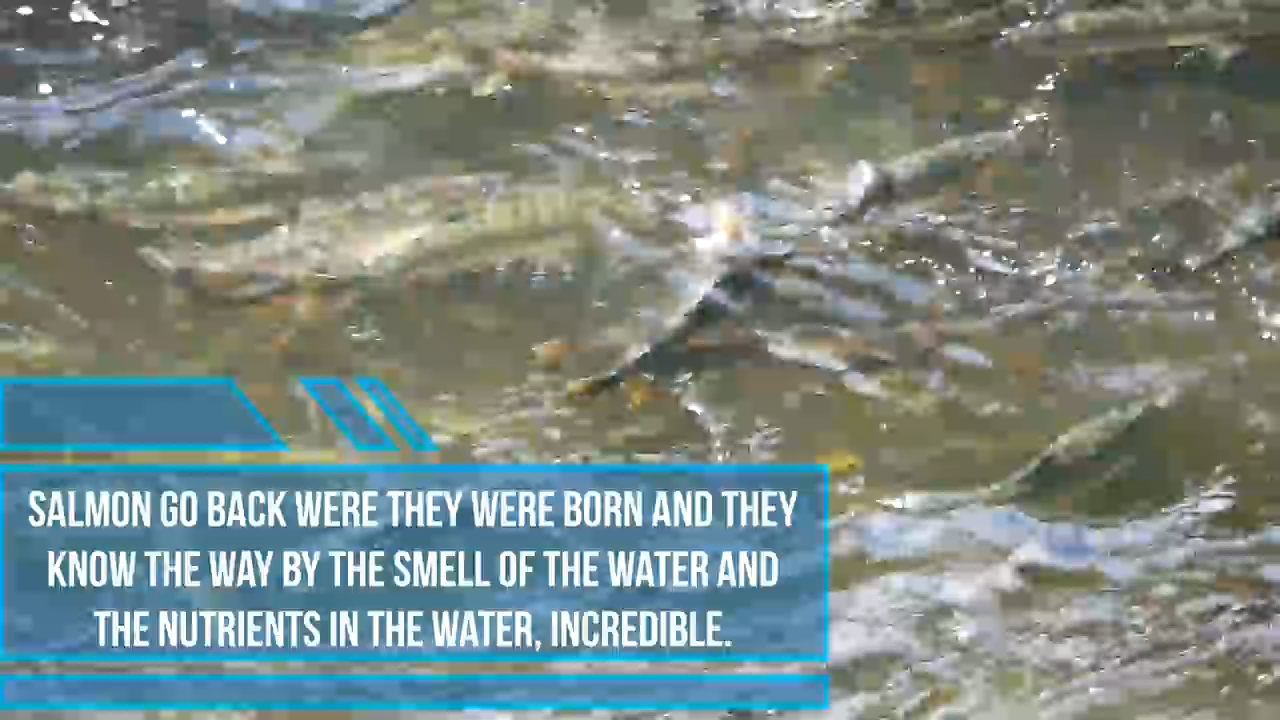 SALMON GO BACK WERE THEY WERE BORN AND THEY
KNOW THE WAY BY THE SMELL OF THE WATER AND
THE NUTRIENTS IN THE WATER, INCREDIBLE.